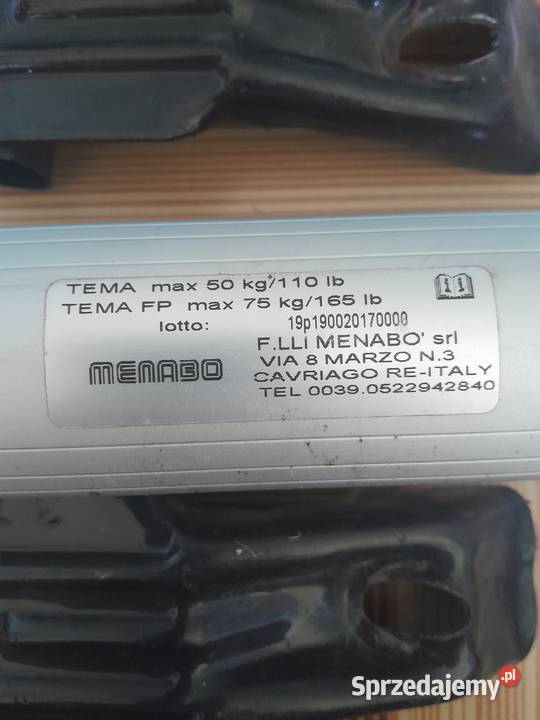 TEMA max 50 kg/110 lb
TEMA FP max 75 kg/165 lb
lotto: 19p190020170000
F.LLI MENABO' srl
VIA 8 MARZO N.3
MENABO
CAVRIAGO RE-ITALY
TEL 0039.0522942840
Sprzedajemy.pl